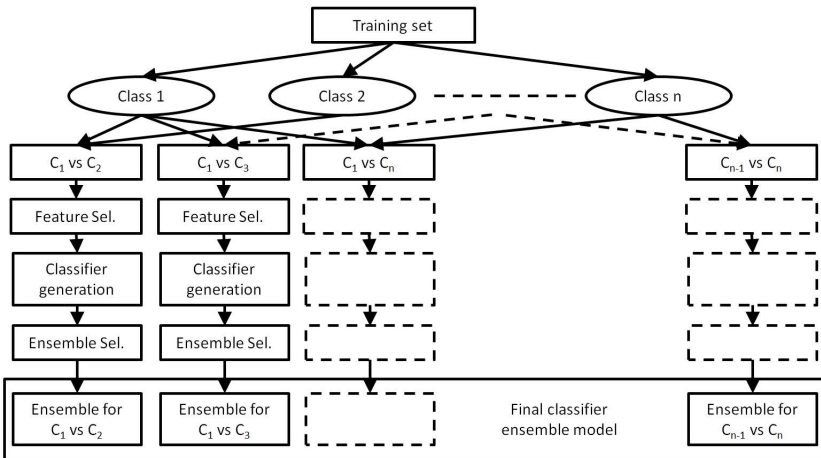 Training set
Class 1
Class 2
Class n
C₁ vs C₂
C₁ vs C₃
C₁ vs Cₙ
Cₙ₋₁ vs Cₙ
Feature Sel.
Feature Sel.
Classifier
generation
Classifier
generation
Ensemble Sel.
Ensemble Sel.
Ensemble for
C₁ vs C₂
Ensemble for
C₁ vs C₃
Final classifier
ensemble model
Ensemble for
Cₙ₋₁ vs Cₙ